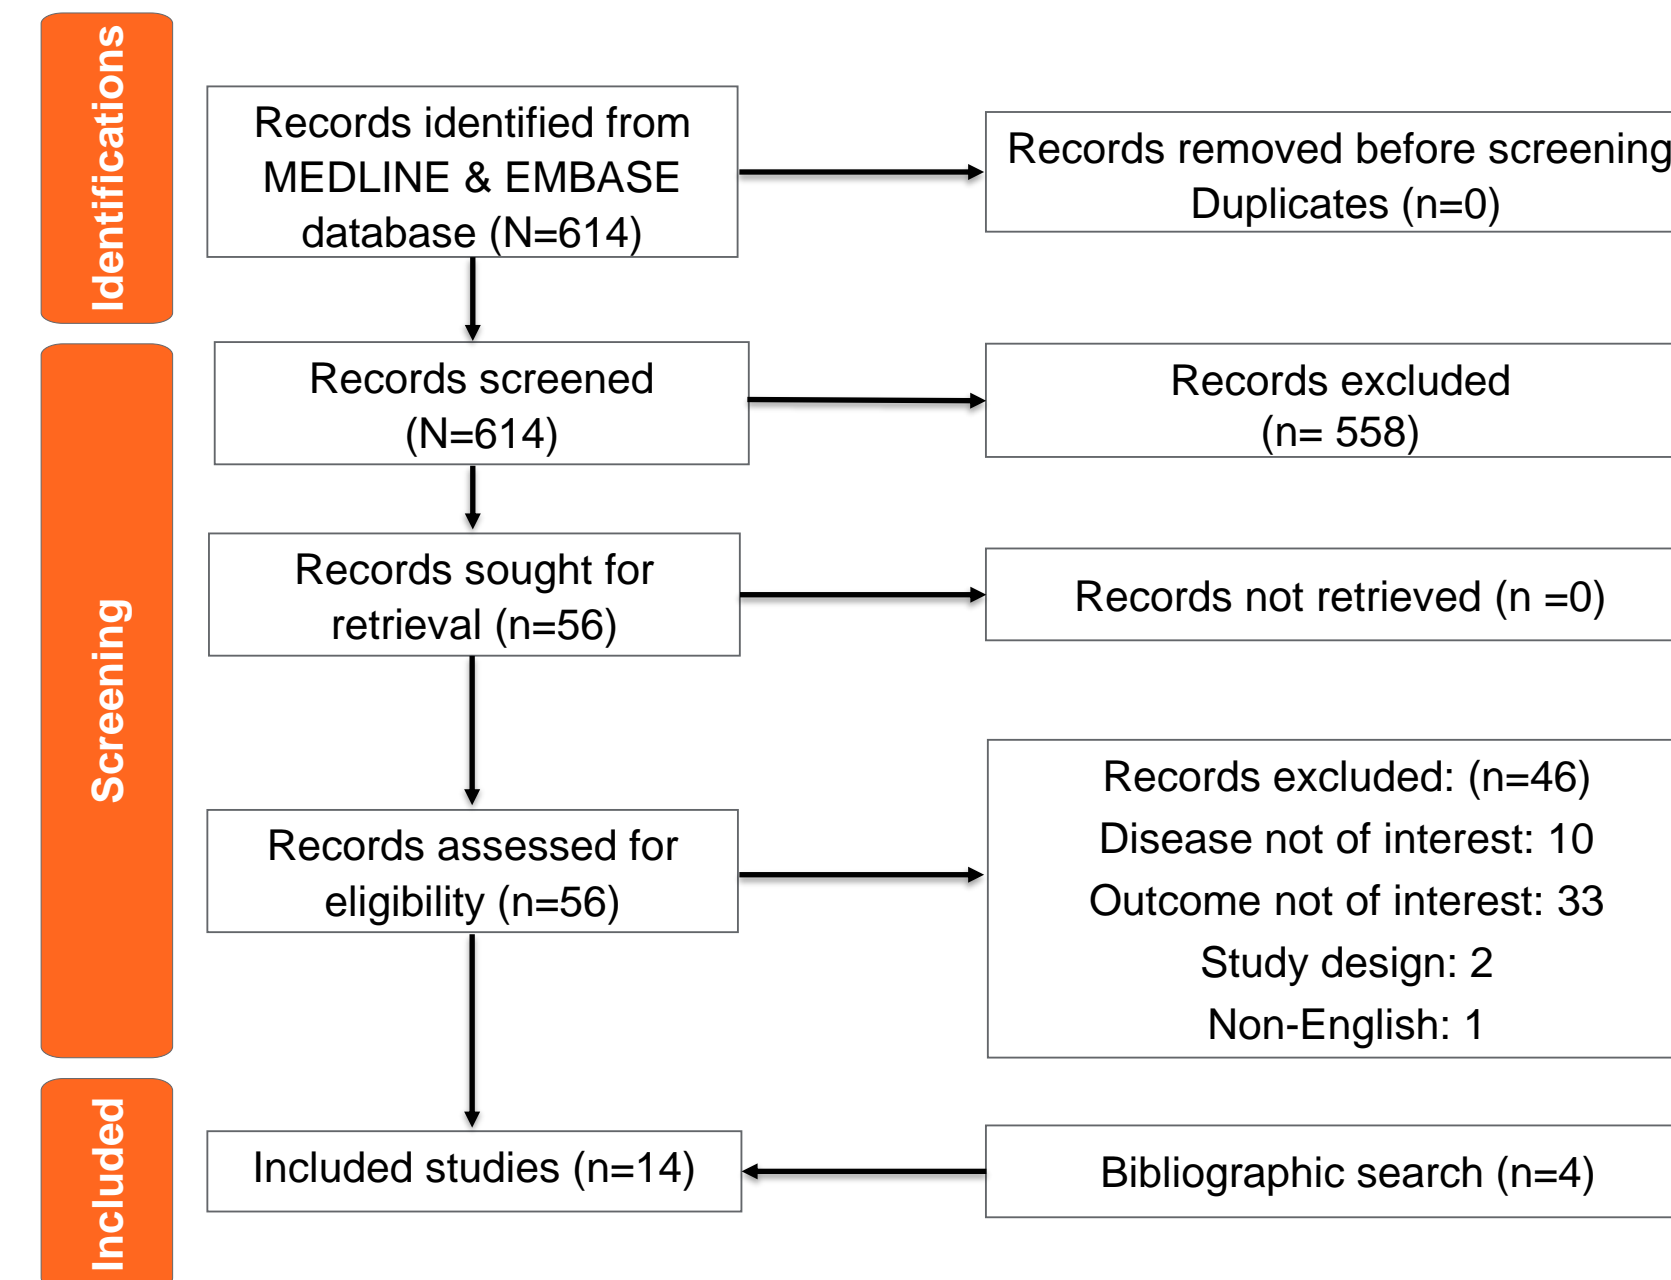 Identifications
Records identified from
MEDLINE & EMBASE
database (N=614)
Records removed before screening
Duplicates (n=0)
Screening
Records screened
(N=614)
Records excluded
(n= 558)
Records sought for
retrieval (n=56)
Records not retrieved (n =0)
Records assessed for
eligibility (n=56)
Records excluded: (n=46)
Disease not of interest: 10
Outcome not of interest: 33
Study design: 2
Non-English: 1
Included
Included studies (n=14)
Bibliographic search (n=4)